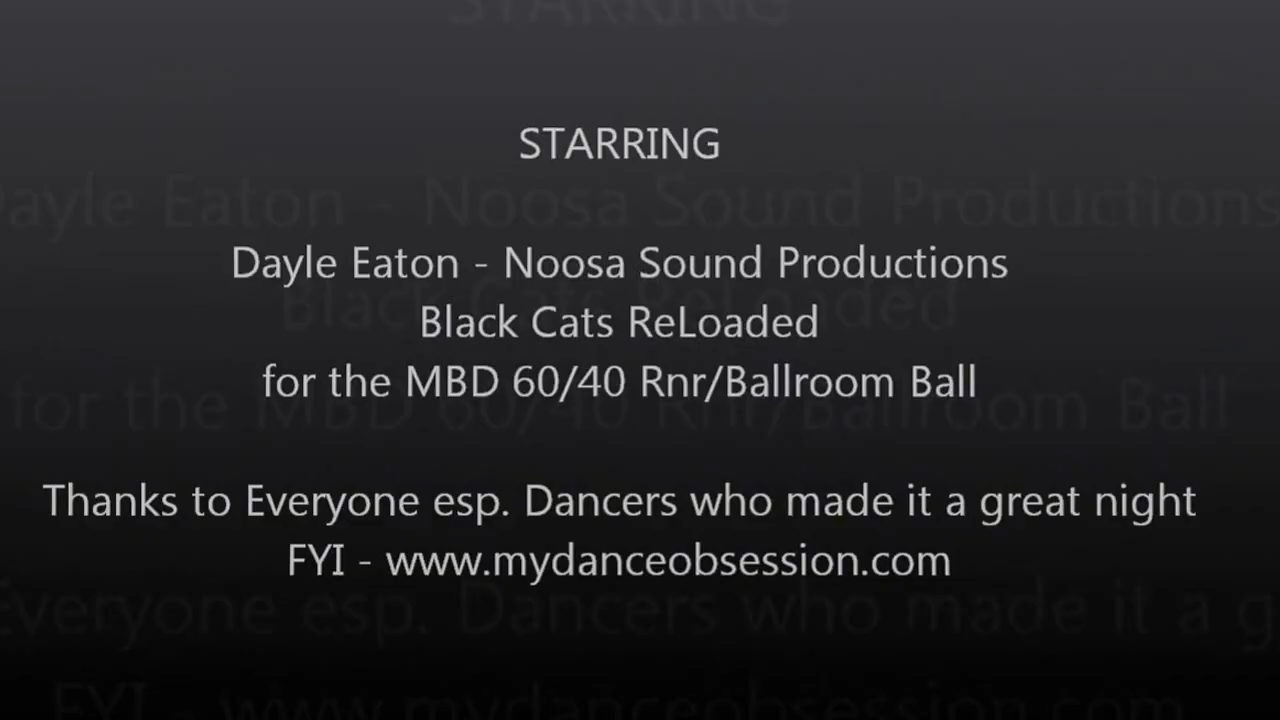 STARRING
Dayle Eaton - Noosa Sound Productions
Black Cats ReLoaded
for the MBD 60/40 Rnr/Ballroom Ball
Thanks to Everyone esp. Dancers who made it a great night
FYI - www.mydanceobsession.com